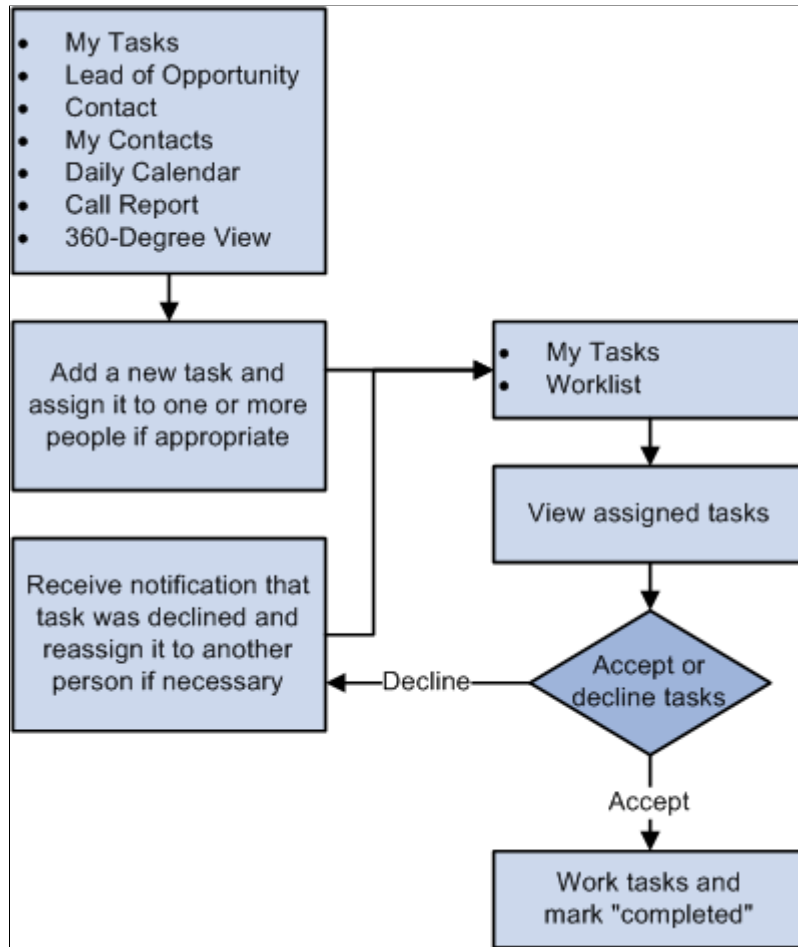 • My Tasks
• Lead of Opportunity
• Contact
• My Contacts
• Daily Calendar
• Call Report
• 360-Degree View
Add a new task and
assign it to one or more
people if appropriate
• My Tasks
• Worklist
View assigned tasks
Accept or
decline tasks
Decline
Receive notification that
task was declined and
reassign it to another
person if necessary
Accept
Work tasks and
mark "completed"